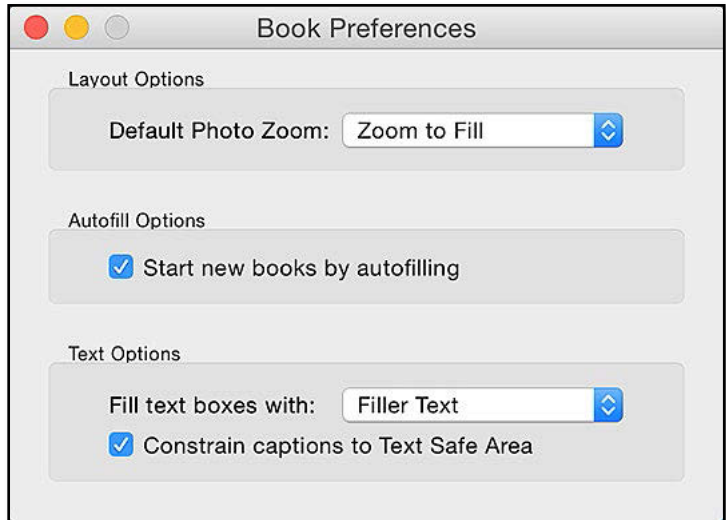 Book Preferences
Layout Options
Default Photo Zoom: Zoom to Fill
Autofill Options
Start new books by autofilling
Text Options
Fill text boxes with: Filler Text
Constrain captions to Text Safe Area